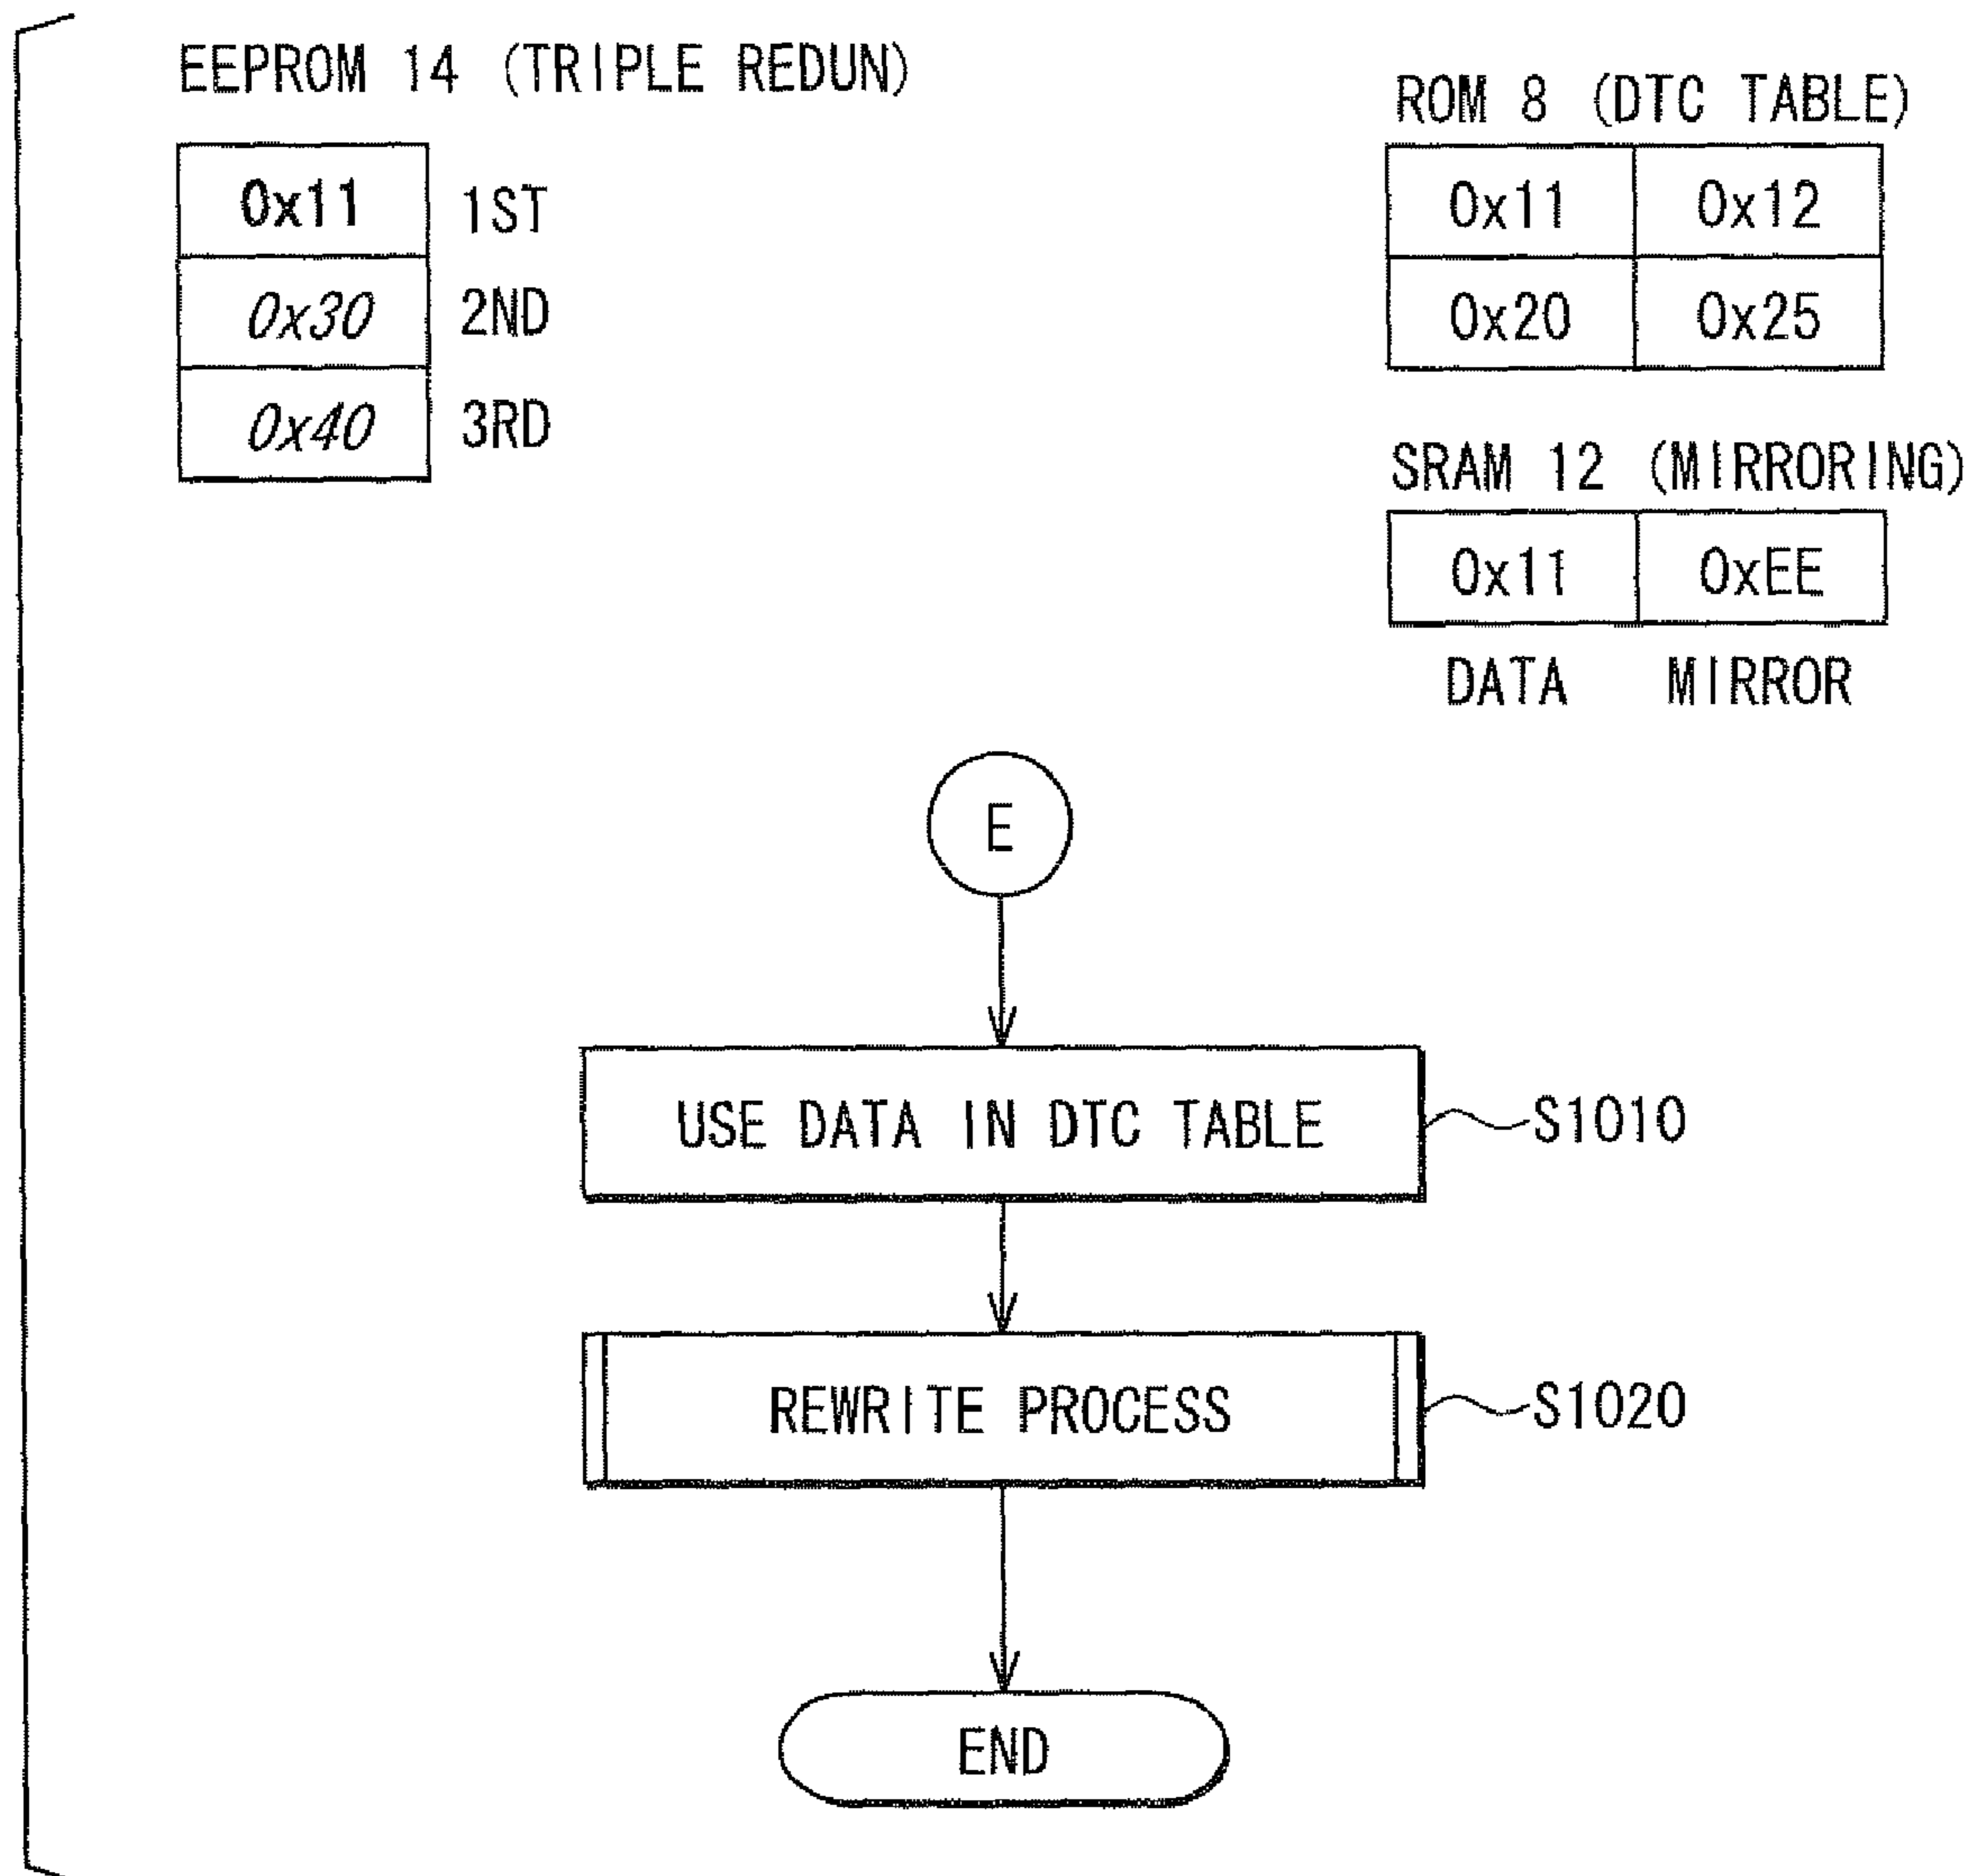 EEPROM 14 (TRIPLE REDUN)
0x11 1ST
0x30 2ND
0x40 3RD
ROM 8 (DTC TABLE)
0x11 0x12
0x20 0x25
SRAM 12 (MIRRORING)
0x11 0xEE
DATA MIRROR
E
USE DATA IN DTC TABLE S1010
REWRITE PROCESS S1020
END